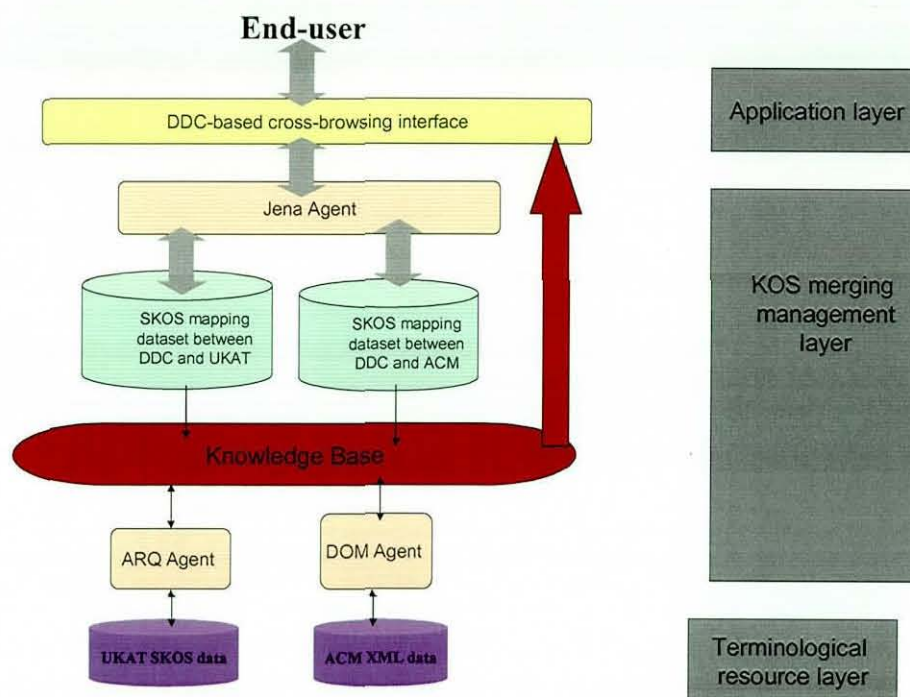 End-user
DDC-based cross-browsing interface
Application layer
Jena Agent
SKOS mapping
dataset between
DDC and UKAT
SKOS mapping
dataset between
DDC and ACM
KOS merging
management
layer
Knowledge Base
ARQ Agent
DOM Agent
UKAT SKOS data
ACM XML data
Terminological
resource layer